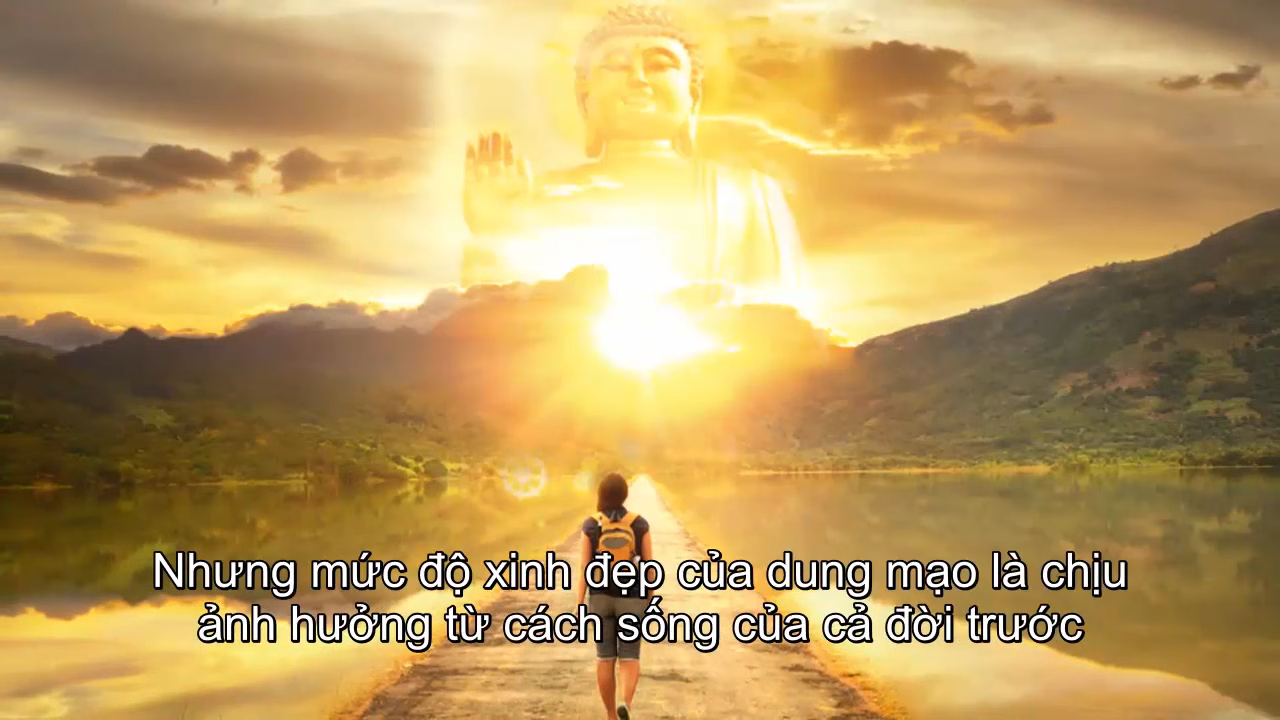 Nhưng mức độ xinh đẹp của dung mạo là chịu
ảnh hưởng từ cách sống của cả đời trước